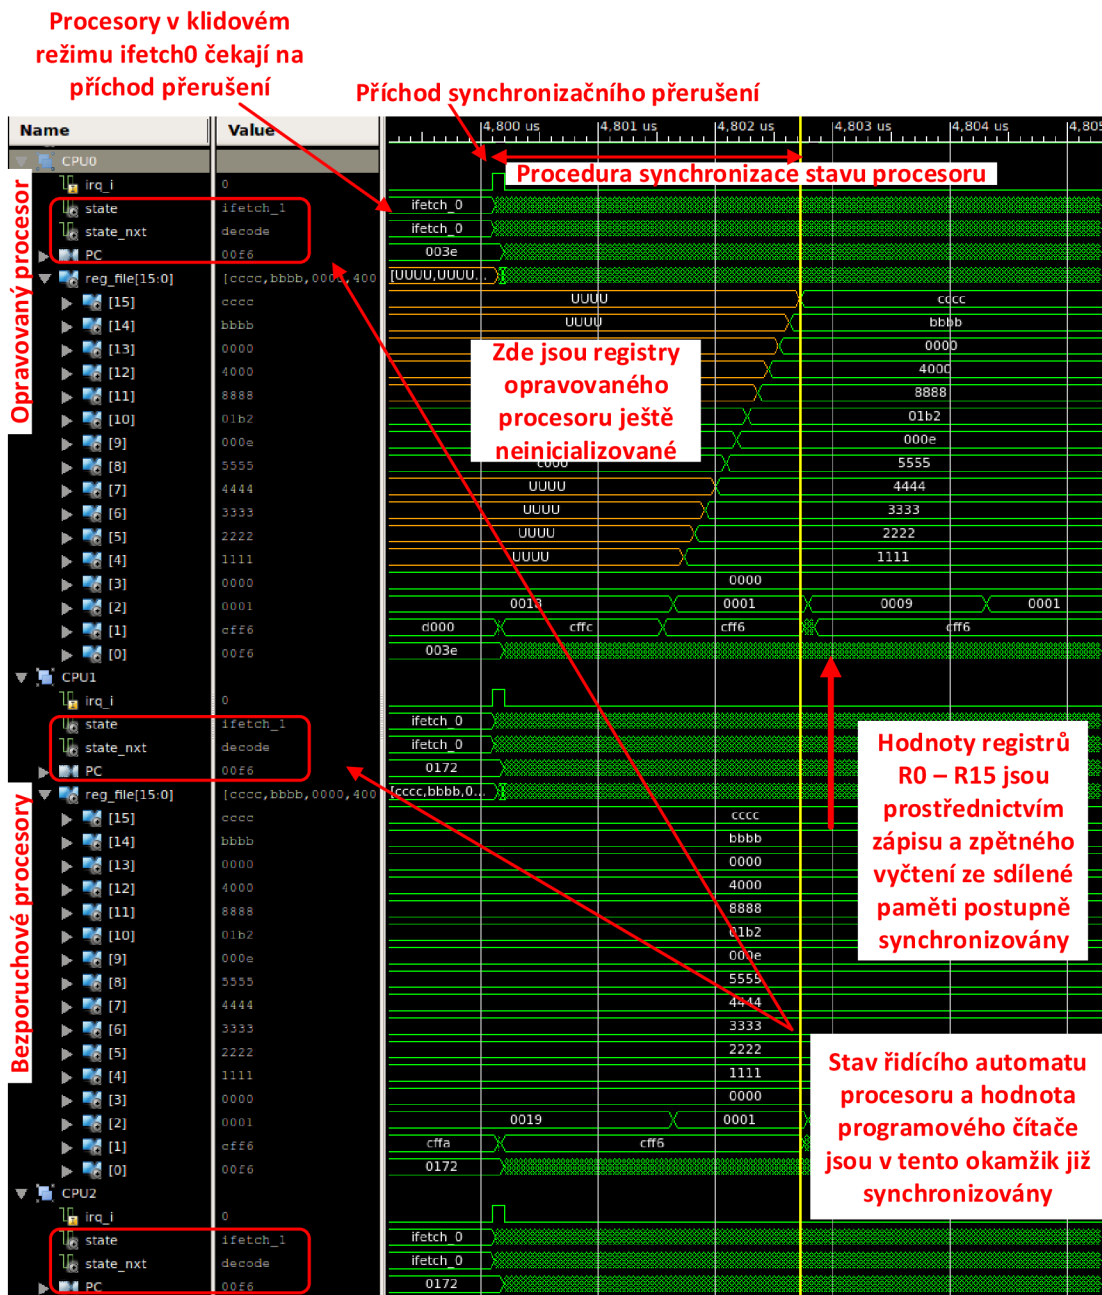 Procesory v klidovém
režimu ifetch0 čekají na
příchod přerušení
Příchod synchronizačního přerušení
Name Value 4,800 us 4,801 us 4,802 us 4,803 us 4,804 us 4,805
CPU0
Procedura synchronizace stavu procesoru
irq_i 0
state ifetch_1 ifetch_0
state_nxt decode ifetch_0
PC 00f6 003e
reg_file[15:0] [cccc,bbbb,0000,400 [UUUU,UUUU...
[15] cccc UUUU cccc
[14] bbbb UUUU bbbb
[13] 0000 0000
[12] 4000 4000
[11] 8888 8888
[10] 01b2 01b2
[9] 000e 000e
[8] 5555 5555
[7] 4444 UUUU 4444
[6] 3333 UUUU 3333
[5] 2222 UUUU 2222
[4] 1111 UUUU 1111
[3] 0000 0000
[2] 0001 0018 0001 0009 0001
[1] cff6 d000 cffc cff6 cff6
[0] 00f6 003e
Opravovaný procesor
Zde jsou registry
opravovaného
procesoru ještě
neinicializované
CPU1
irq_i 0
state ifetch_1 ifetch_0
state_nxt decode ifetch_0
PC 00f6 0172
reg_file[15:0] [cccc,bbbb,0000,400 [cccc,bbbb,0...
[15] cccc cccc
[14] bbbb bbbb
[13] 0000 0000
[12] 4000 4000
[11] 8888 8888
[10] 01b2 01b2
[9] 000e 000e
[8] 5555 5555
[7] 4444 4444
[6] 3333 3333
[5] 2222 2222
[4] 1111 1111
[3] 0000 0000
[2] 0001 0019 0001
[1] cff6 cffa cff6
[0] 00f6 0172
Bezporuchové procesory
Hodnoty registrů
R0 – R15 jsou
prostřednictvím
zápisu a zpětného
vyčtení ze sdílené
paměti postupně
synchronizovány
Stav řidícího automatu
procesoru a hodnota
programového čítače
jsou v tento okamžik již
synchronizovány
CPU2
irq_i 0
state ifetch_1 ifetch_0
state_nxt decode ifetch_0
PC 00f6 0172